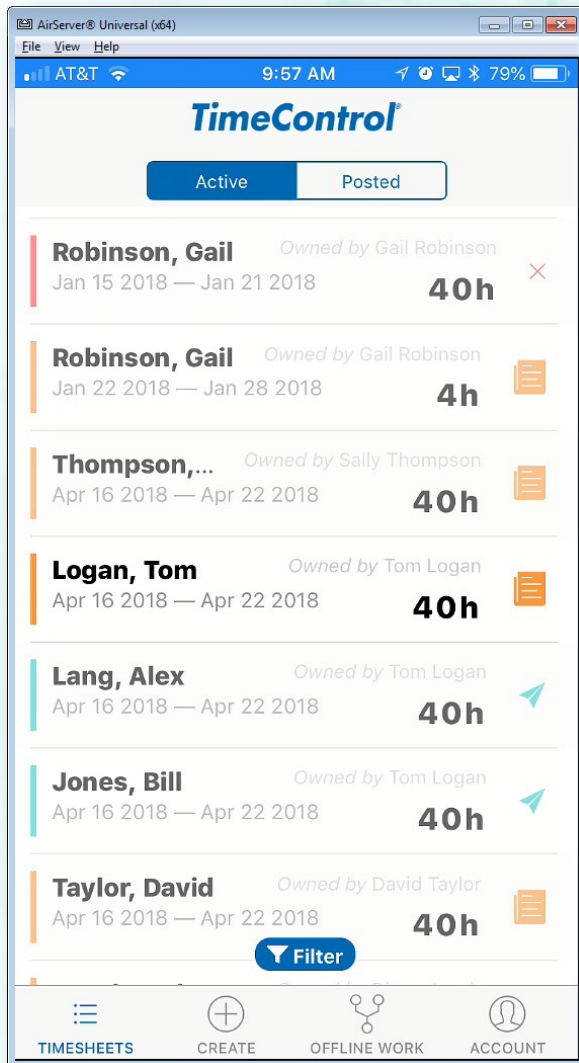 AirServer® Universal (x64)
File View Help
AT&T 9:57 AM 79%
TimeControl®
Active Posted
Robinson, Gail Owned by Gail Robinson
Jan 15 2018 — Jan 21 2018 40h
Robinson, Gail Owned by Gail Robinson
Jan 22 2018 — Jan 28 2018 4h
Thompson,... Owned by Sally Thompson
Apr 16 2018 — Apr 22 2018 40h
Logan, Tom Owned by Tom Logan
Apr 16 2018 — Apr 22 2018 40h
Lang, Alex Owned by Tom Logan
Apr 16 2018 — Apr 22 2018 40h
Jones, Bill Owned by Tom Logan
Apr 16 2018 — Apr 22 2018 40h
Taylor, David Owned by David Taylor
Apr 16 2018 — Apr 22 2018 40h
Filter
TIMESHEETS CREATE OFFLINE WORK ACCOUNT